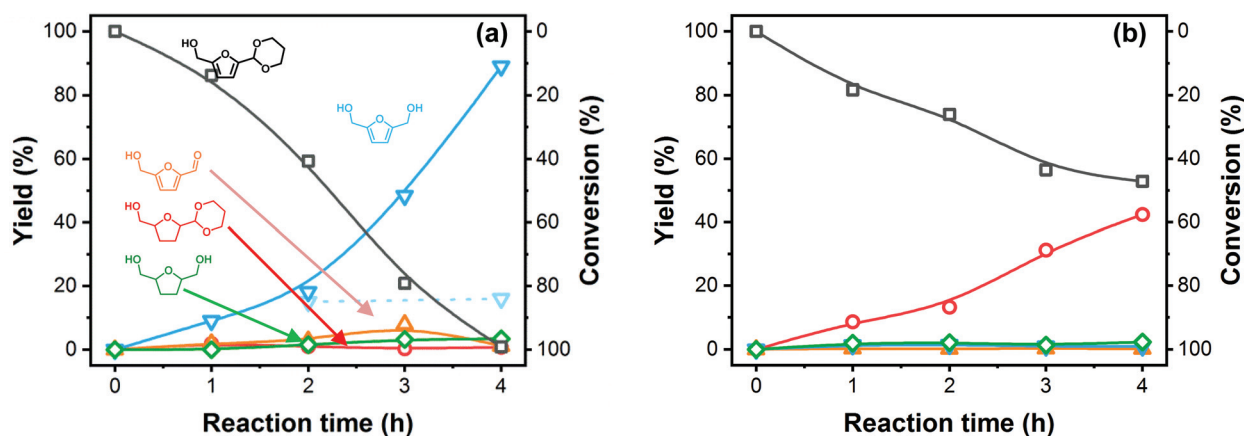 (a)
Yield (%)
100
80
60
40
20
0
Conversion (%)
0
20
40
60
80
100
HO
O
O
O
HO
O
OH
HO
O
O
HO
O
O
O
HO
O
OH
0 1 2 3 4
Reaction time (h)
(b)
Yield (%)
100
80
60
40
20
0
Conversion (%)
0
20
40
60
80
100
0 1 2 3 4
Reaction time (h)